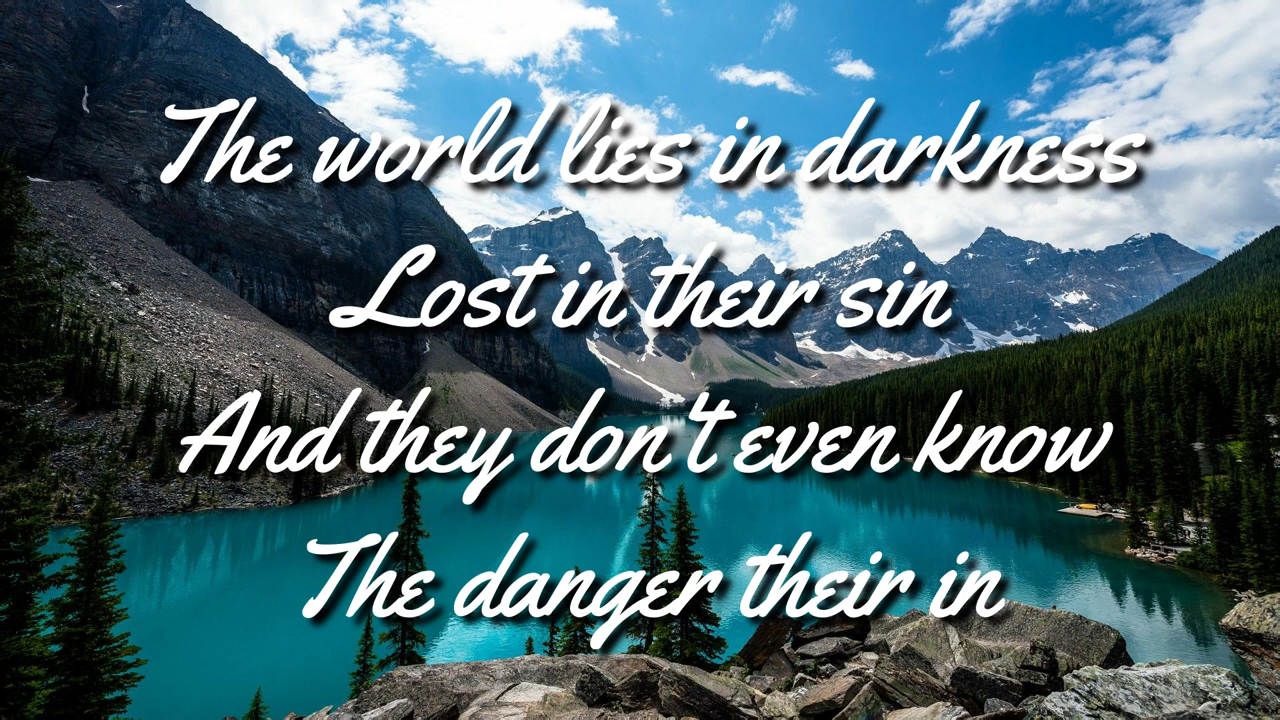 The world lies in darkness
Lost in their sin
And they don't even know
The danger their in